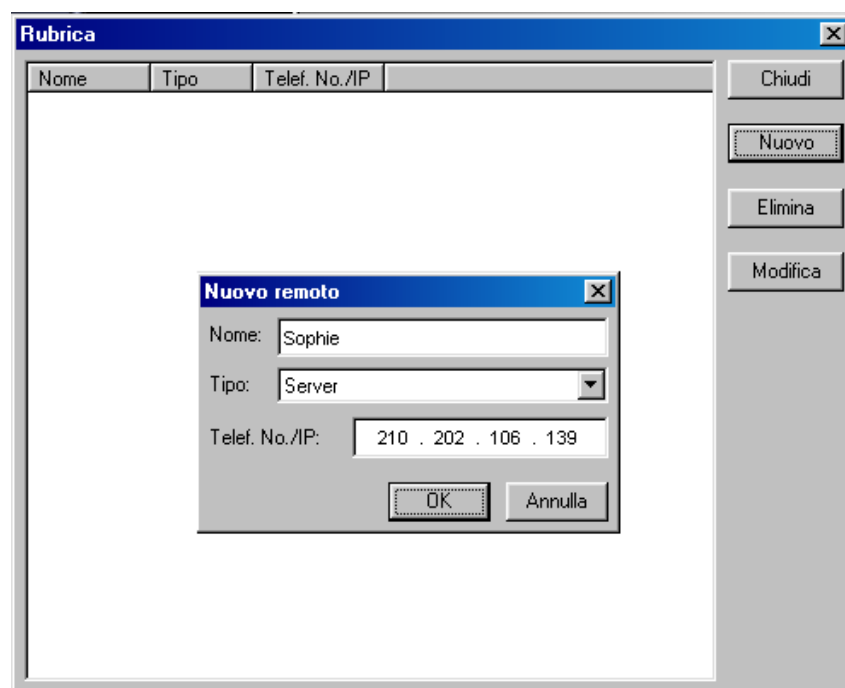 Rubrica
Nome Tipo Telef. No./IP
Chiudi
Nuovo
Elimina
Modifica
Nuovo remoto
Nome: Sophie
Tipo: Server
Telef. No./IP: 210 . 202 . 106 . 139
OK Annulla